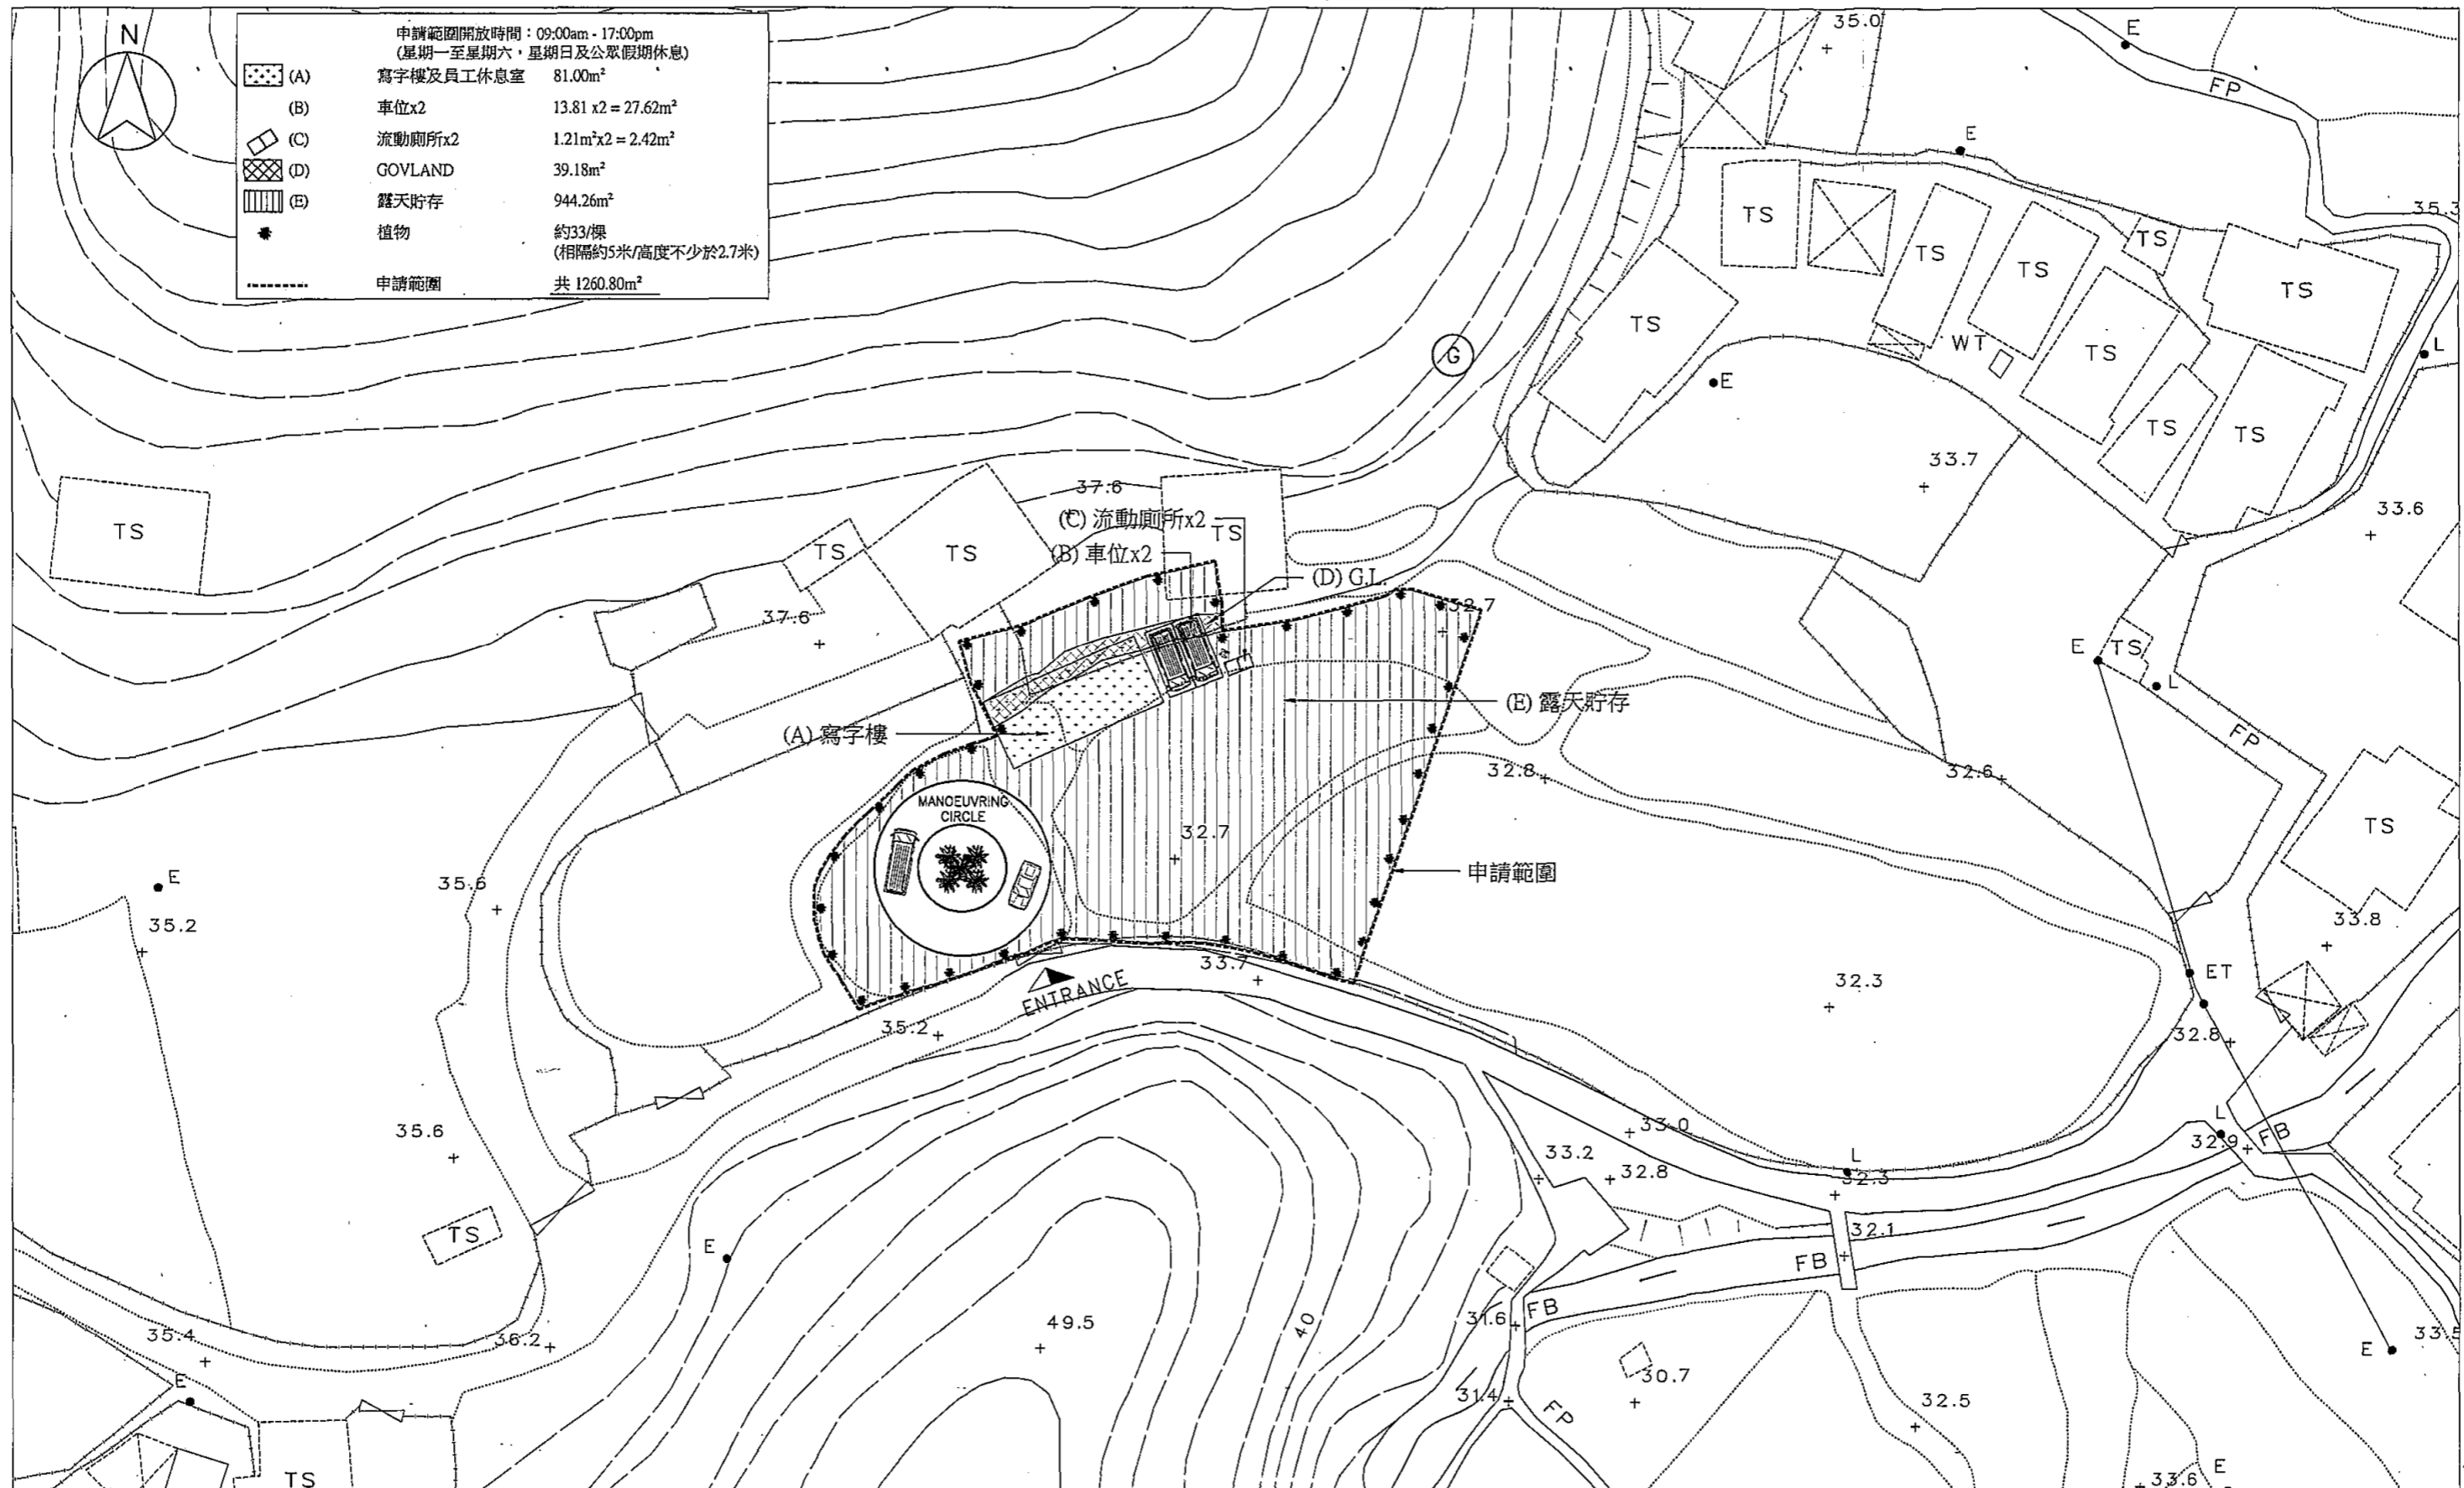 N
申請範圍開放時間：09:00am - 17:00pm
(星期一至星期六，星期日及公眾假期休息)
(A) 寫字樓及員工休息室 81.00m²
(B) 車位x2 13.81 x2 = 27.62m²
(C) 流動廁所x2 1.21m²x2 = 2.42m²
(D) GOVLAND 39.18m²
(E) 露天貯存 944.26m²
植物 約33/棵
(相隔約5米/高度不少於2.7米)
申請範圍 共 1260.80m²
35.0
E
FP
E
35.3
TS
TS
TS
TS
TS
TS
WT
TS
G
E
L
TS
TS
33.7
37.6
33.6
(C) 流動廁所x2
TS
TS
TS
TS
(B) 車位x2
(D) G.L.
32.7
37.6
E
TS
L
(E) 露天貯存
(A) 寫字樓
FP
32.8
32.6
MANOEUVRING
CIRCLE
32.7
TS
申請範圍
E
35.6
35.2
33.8
33.7
ET
ENTRANCE
32.3
35.2
32.8
35.6
33.0
L
32.9
FB
33.2
32.8
L
32.3
TS
32.1
E
FB
35.4
36.2
49.5
40
31.6
FB
33.5
E
E
30.7
31.4
FP
32.5
TS
33.6
E